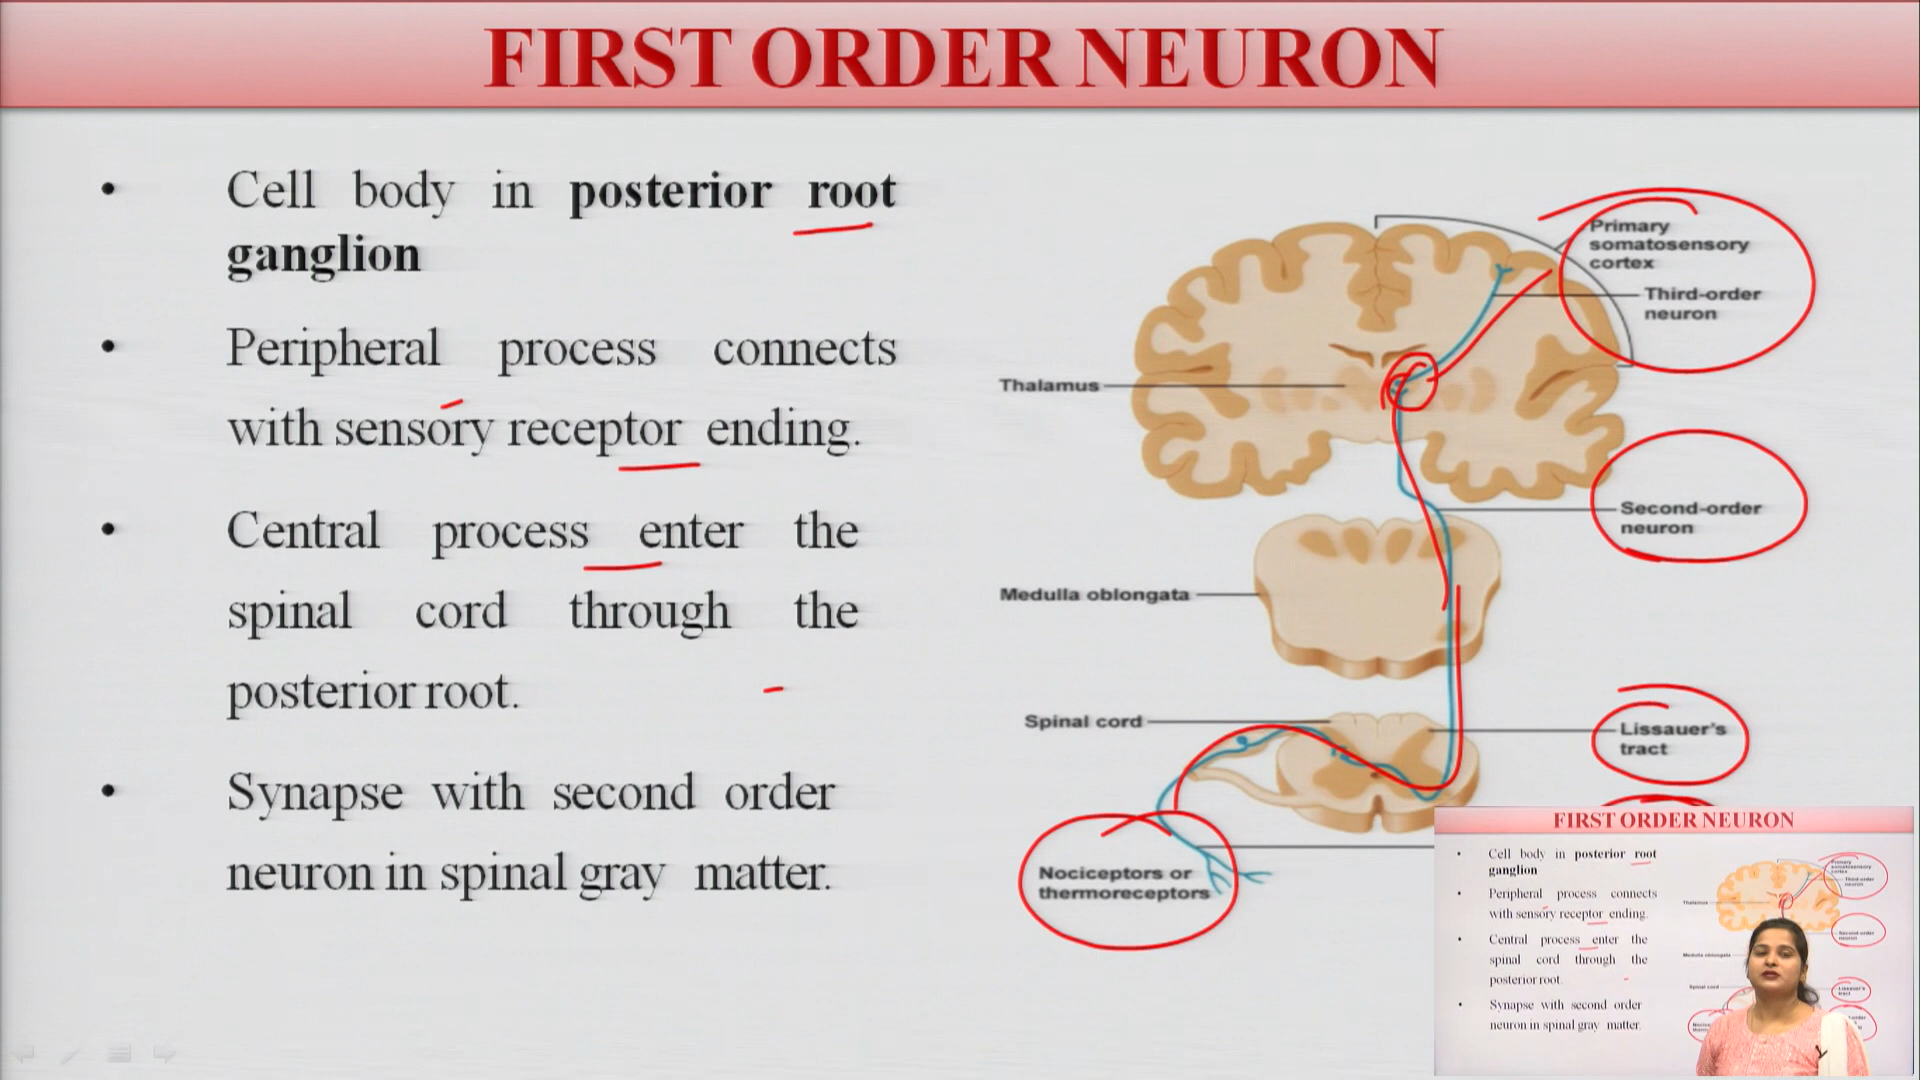 FIRST ORDER NEURON
• Cell body in posterior root
ganglion
• Peripheral process connects
with sensory receptor ending.
• Central process enter the
spinal cord through the
posterior root.
• Synapse with second order
neuron in spinal gray matter.
Primary
somatosensory
cortex
Third-order
neuron
Thalamus
Second-order
neuron
Medulla oblongata
Spinal cord
Lissauer's
tract
Nociceptors or
thermoreceptors
FIRST ORDER NEURON
• Cell body in posterior root
ganglion
• Peripheral process connects
with sensory receptor ending.
• Central process enter the
spinal cord through the
posterior root.
• Synapse with second order
neuron in spinal gray matter.